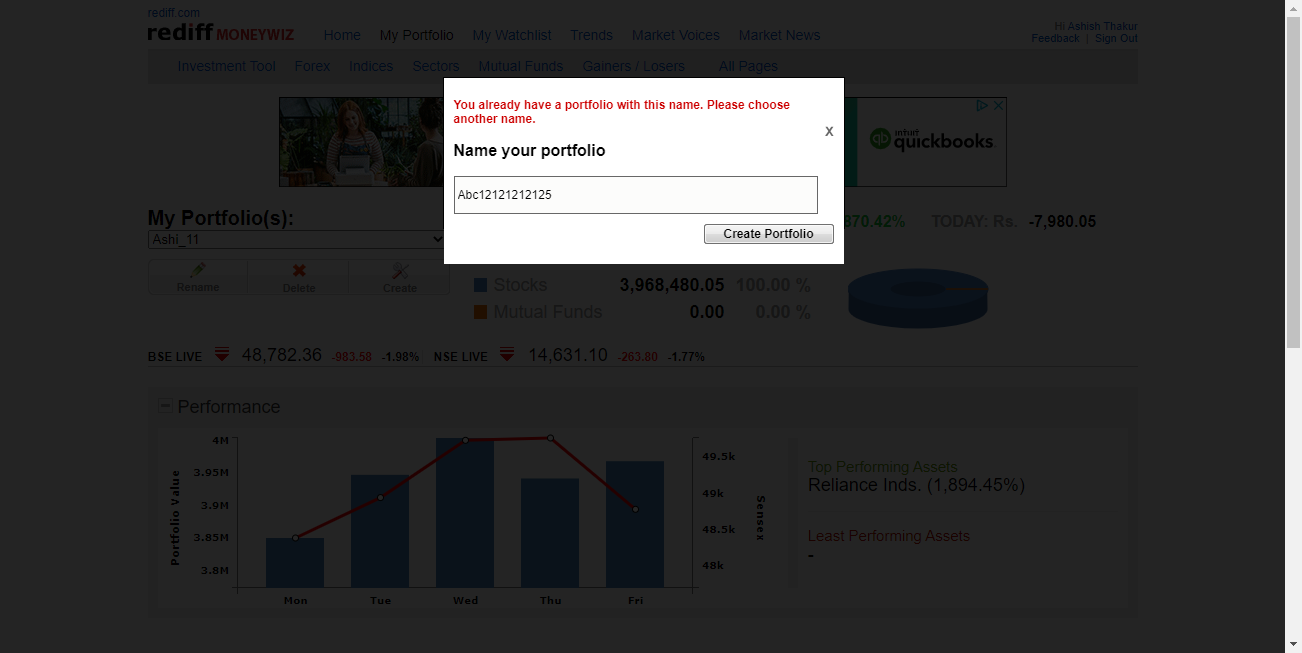 rediff.com
rediff MONEYWIZ
Home My Portfolio My Watchlist Trends Market Voices Market News
Hi Ashish Thakur
Feedback | Sign Out
Investment Tool Forex Indices Sectors Mutual Funds Gainers / Losers All Pages
You already have a portfolio with this name. Please choose
another name.
X
Name your portfolio
Abc12121212125
Create Portfolio
intuit
quickbooks.
My Portfolio(s):
Ashi_11
870.42% TODAY: Rs. -7,980.05
Rename Delete Create
Stocks 3,968,480.05 100.00 %
Mutual Funds 0.00 0.00 %
BSE LIVE 48,782.36 -983.58 -1.98% NSE LIVE 14,631.10 -263.80 -1.77%
Performance
Portfolio Value
4M
3.95M
3.9M
3.85M
3.8M
Mon Tue Wed Thu Fri
49.5k
49k
48.5k
48k
Sensex
Top Performing Assets
Reliance Inds. (1,894.45%)
Least Performing Assets
-